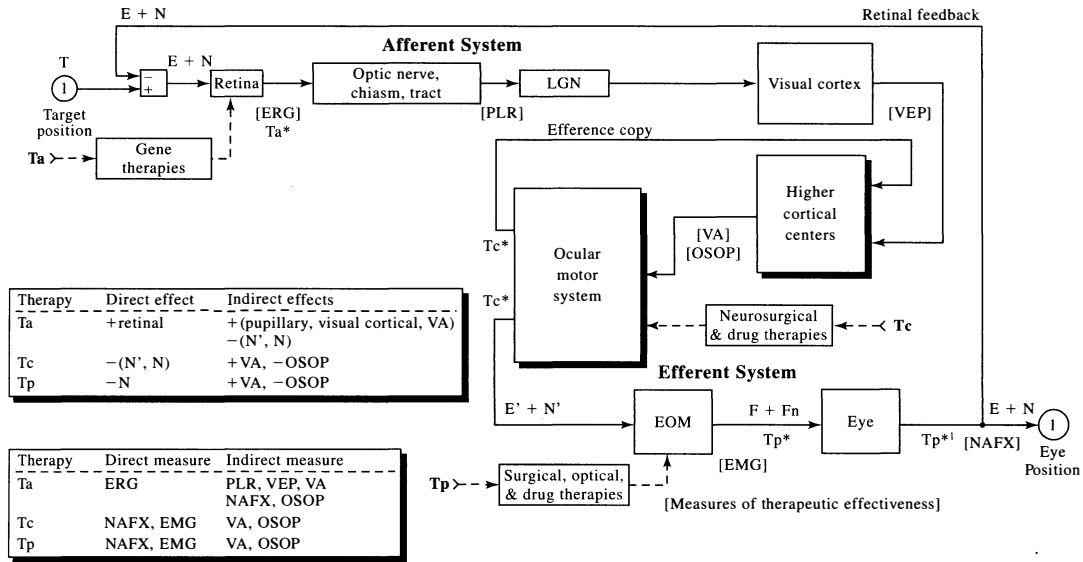 E + N
Retinal feedback
Afferent System
T
1
Target
position
−
+
E + N
Retina
[ERG]
Ta*
Optic nerve,
chiasm, tract
[PLR]
LGN
Visual cortex
[VEP]
Ta
Gene
therapies
Efference copy
Higher
cortical
centers
[VA]
[OSOP]
Tc*
Tc*
Ocular
motor
system
Neurosurgical
& drug therapies
Tc
Efferent System
E' + N'
EOM
F + Fn
Tp*
[EMG]
Eye
E + N
Tp*¹ [NAFX]
1
Eye
Position
Tp
Surgical, optical,
& drug therapies
[Measures of therapeutic effectiveness]
Therapy Direct effect Indirect effects
Ta +retinal +(pupillary, visual cortical, VA)
−(N', N)
Tc −(N', N) +VA, −OSOP
Tp −N +VA, −OSOP
Therapy Direct measure Indirect measure
Ta ERG PLR, VEP, VA
NAFX, OSOP
Tc NAFX, EMG VA, OSOP
Tp NAFX, EMG VA, OSOP